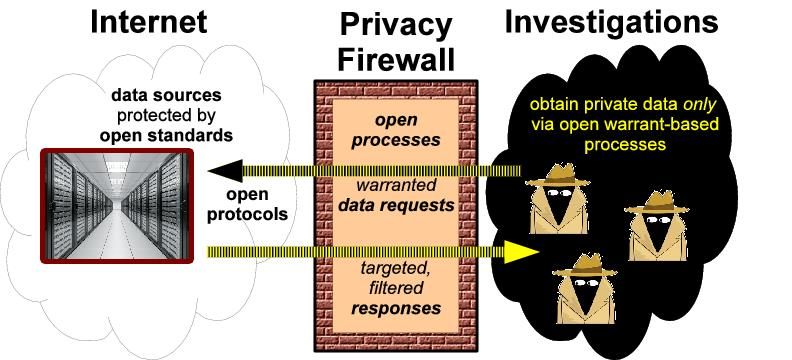 Internet
Privacy
Firewall
Investigations
data sources
protected by
open standards
open
protocols
open
processes
warranted
data requests
targeted,
filtered
responses
obtain private data only
via open warrant-based
processes